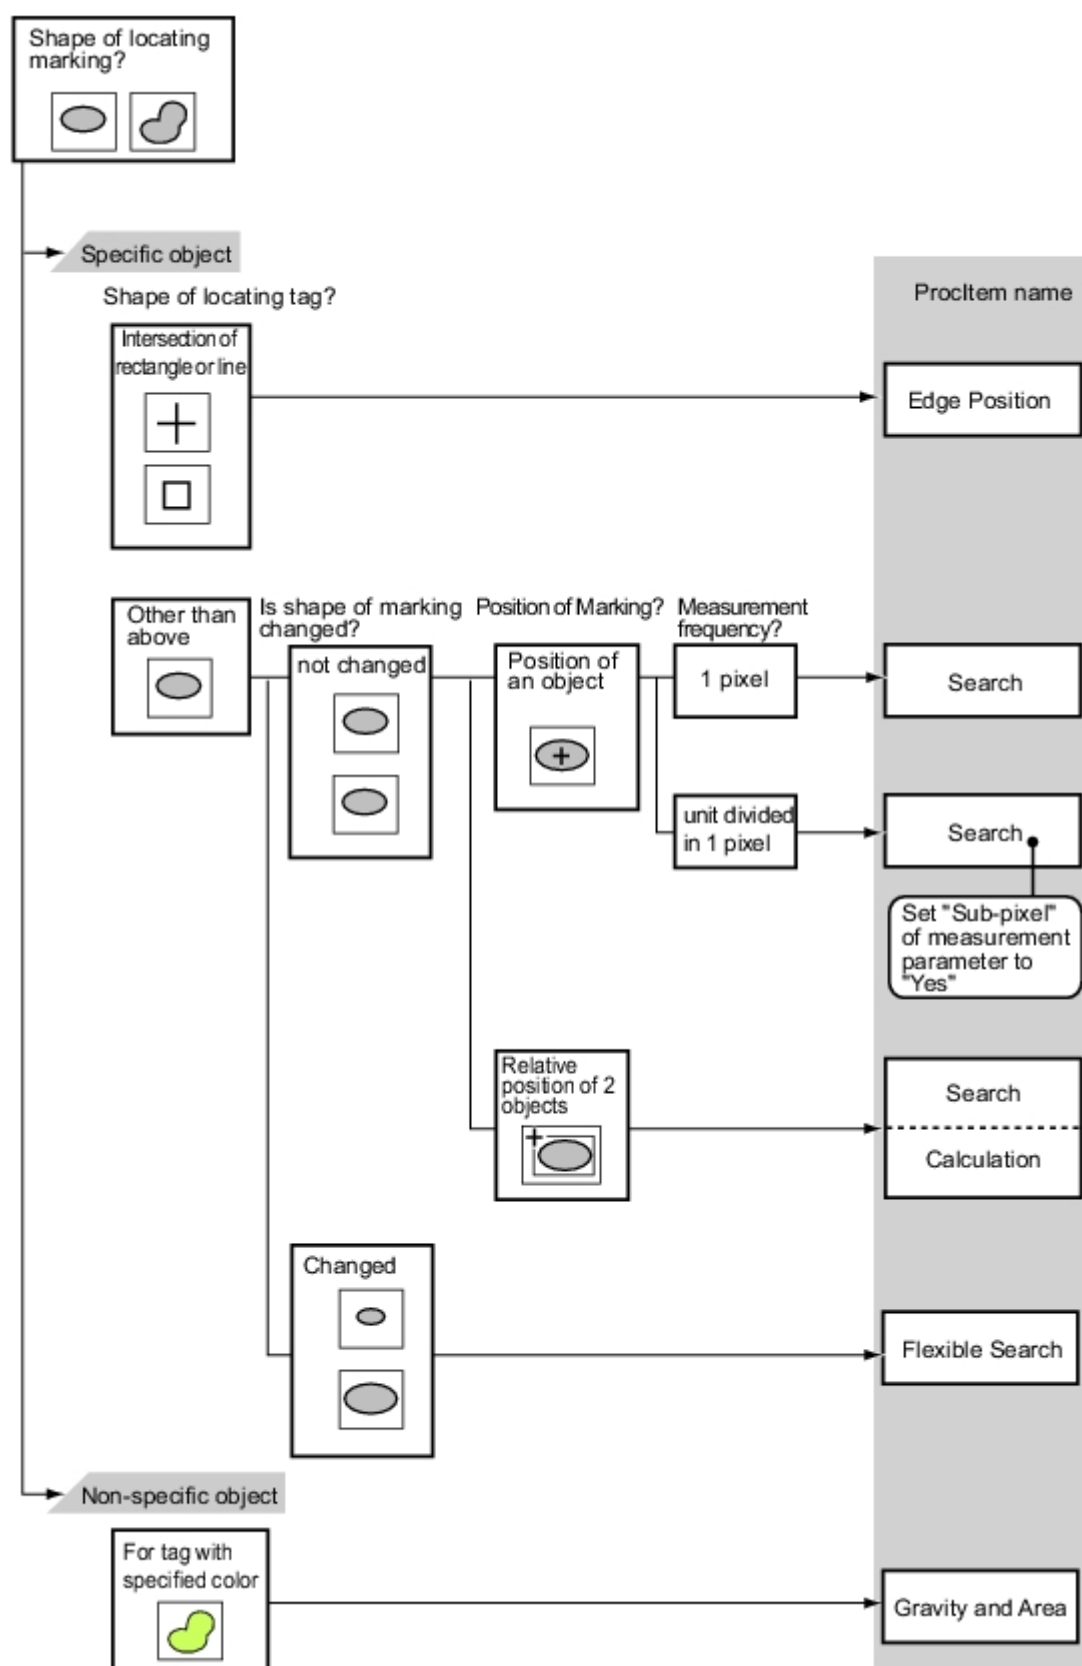 Shape of locating
marking?
Specific object
Shape of locating tag?
ProcItem name
Intersection of
rectangle or line
Edge Position
Other than
above
Is shape of marking
changed?
not changed
Position of Marking?
Position of
an object
Measurement
frequency?
1 pixel
Search
unit divided
in 1 pixel
Search
Set "Sub-pixel"
of measurement
parameter to
"Yes"
Relative
position of 2
objects
Search
Calculation
Changed
Flexible Search
Non-specific object
For tag with
specified color
Gravity and Area